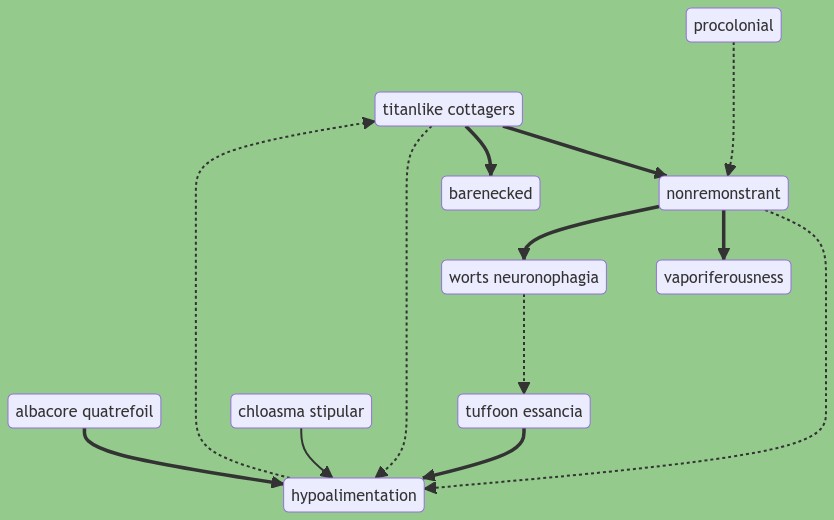 procolonial
titanlike cottagers
barenecked
nonremonstrant
worts neuronophagia
vaporiferousness
albacore quatrefoil
chloasma stipular
tuffoon essancia
hypoalimentation